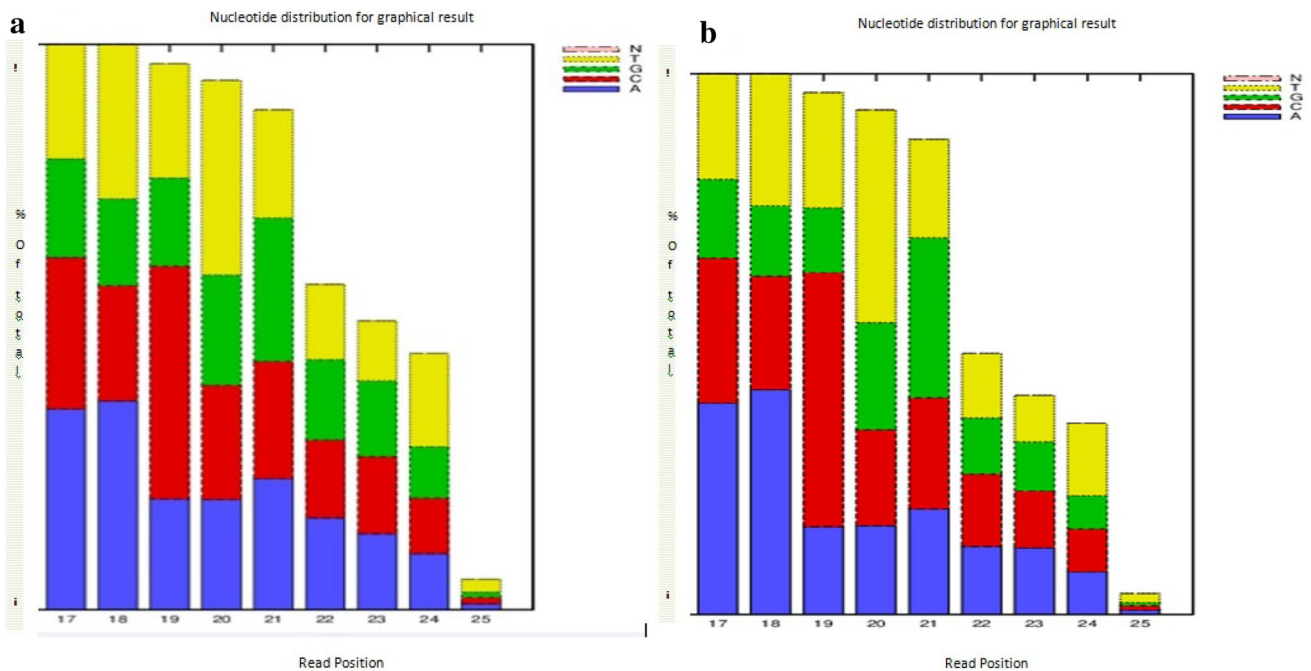 a
Nucleotide distribution for graphical result
!
N
T
G
C
A
%
O
f
t
o
t
a
l
i
17 18 19 20 21 22 23 24 25
Read Position
b
Nucleotide distribution for graphical result
!
N
T
G
C
A
%
O
f
t
o
t
a
l
i
17 18 19 20 21 22 23 24 25
Read Position